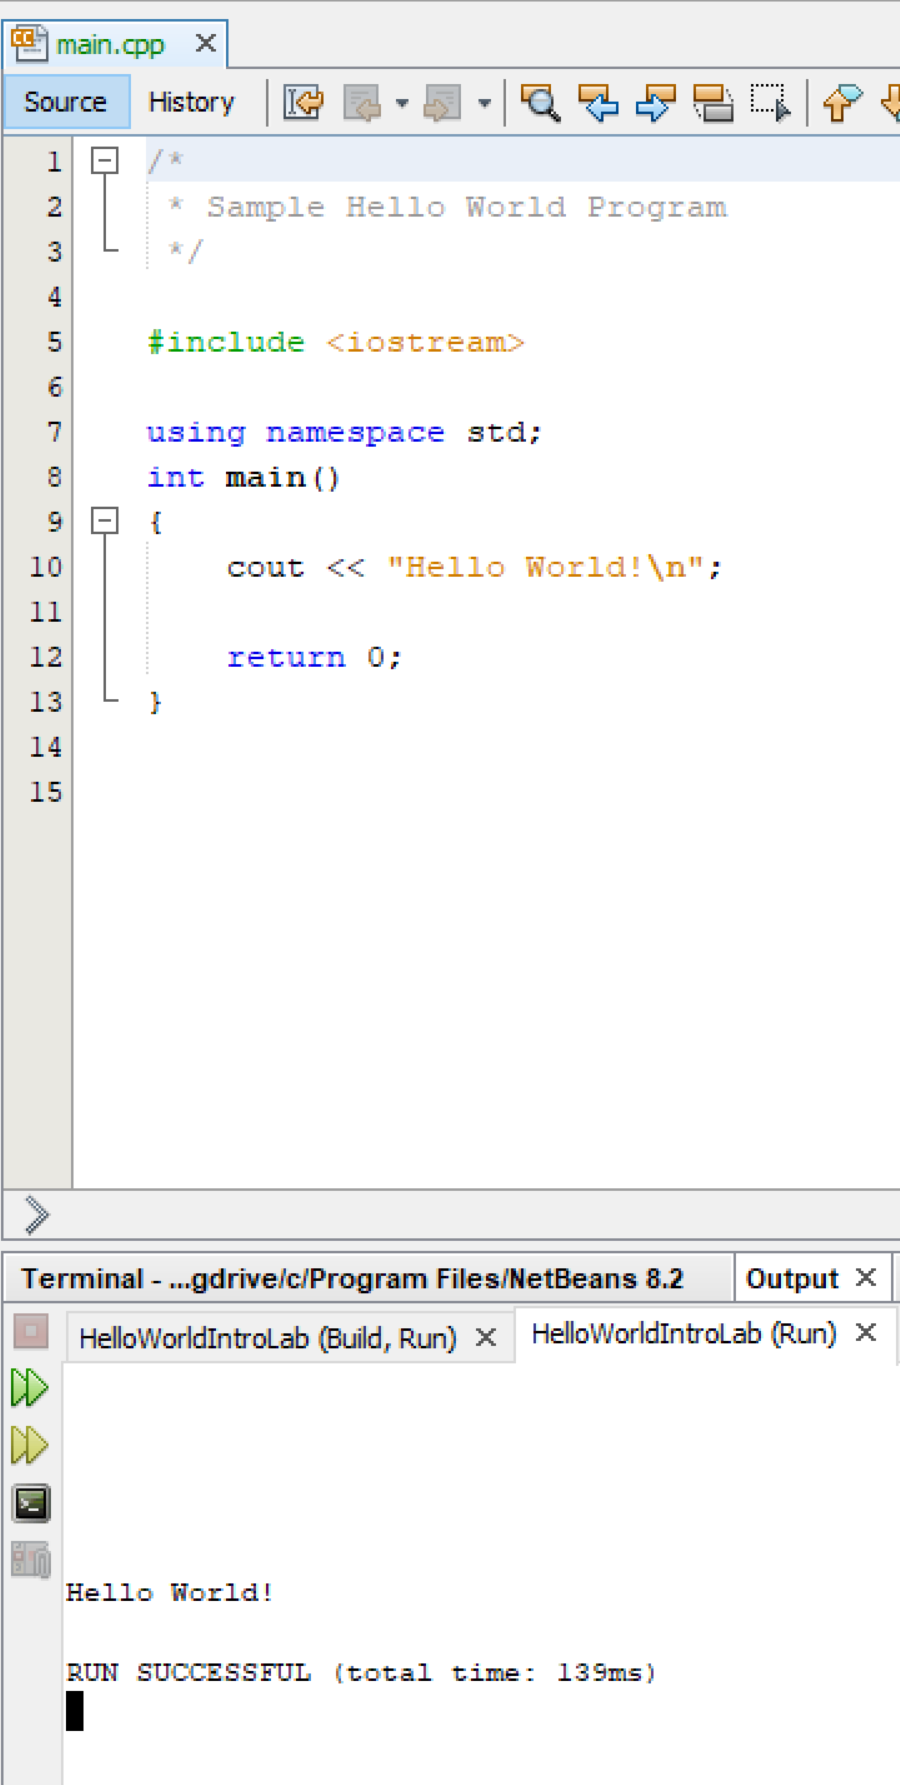 main.cpp
Source History
1 /*
2 * Sample Hello World Program
3 */
4
5 #include <iostream>
6
7 using namespace std;
8 int main()
9 {
10 cout << "Hello World!\n";
11
12 return 0;
13 }
14
15
Terminal - ...gdrive/c/Program Files/NetBeans 8.2 Output
HelloWorldIntroLab (Build, Run) HelloWorldIntroLab (Run)
Hello World!
RUN SUCCESSFUL (total time: 139ms)